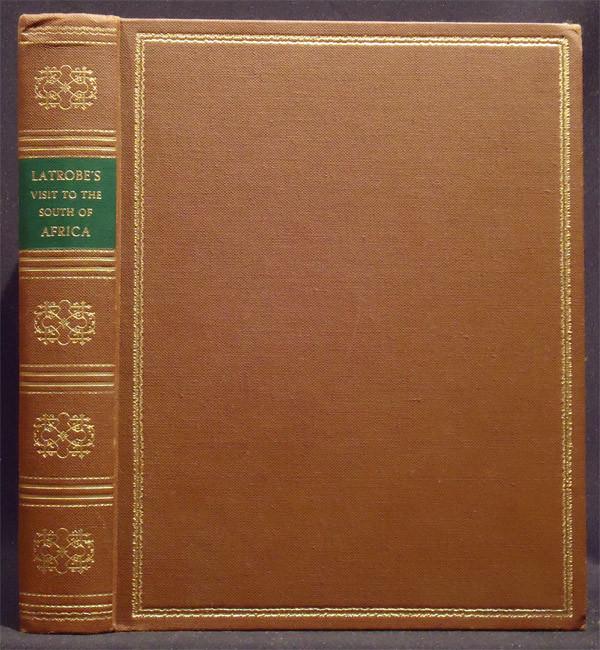 LATROBE'S
VISIT TO THE
SOUTH OF
AFRICA